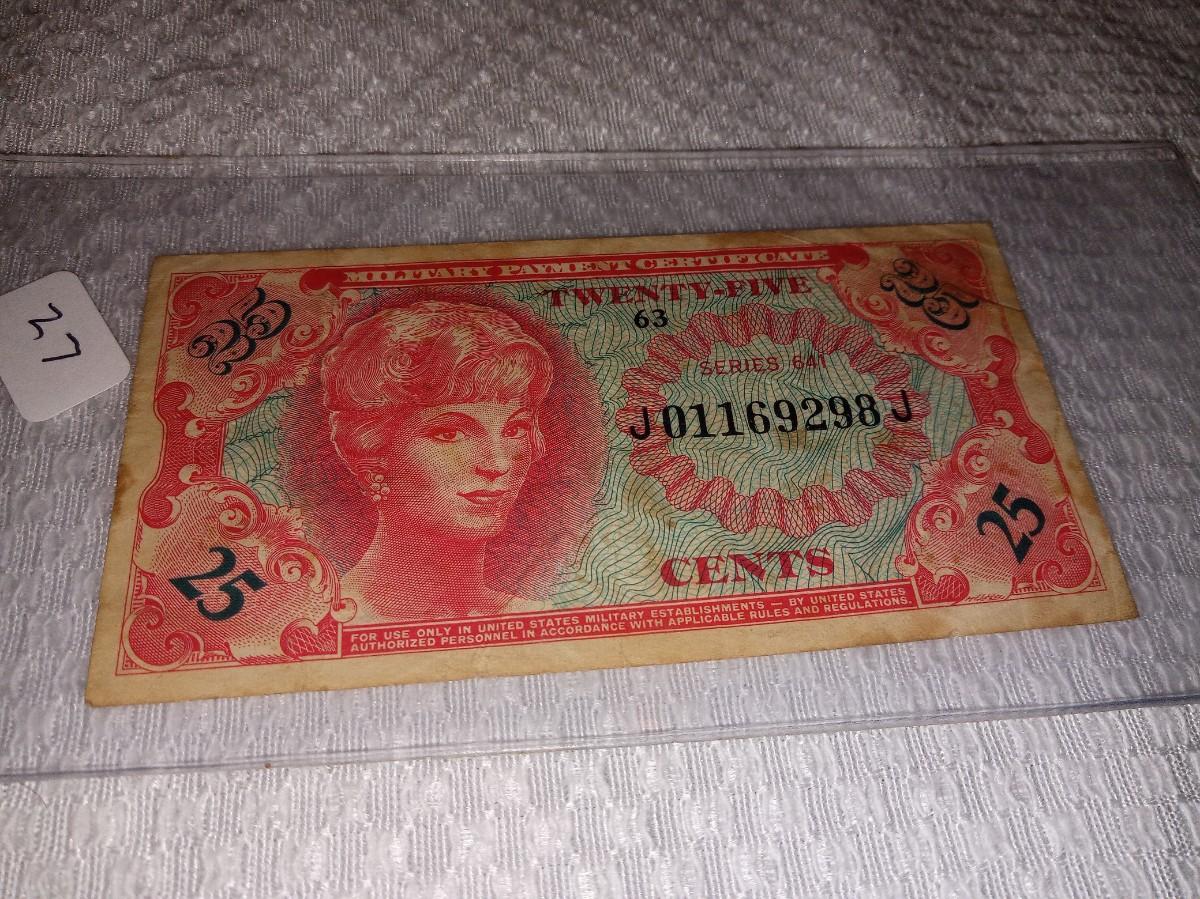 27
MILITARY PAYMENT CERTIFICATE
25
25
TWENTY-FIVE
63
SERIES 641
J01169298J
CENTS
25
25
FOR USE ONLY IN UNITED STATES MILITARY ESTABLISHMENTS — BY UNITED STATES
AUTHORIZED PERSONNEL IN ACCORDANCE WITH APPLICABLE RULES AND REGULATIONS.